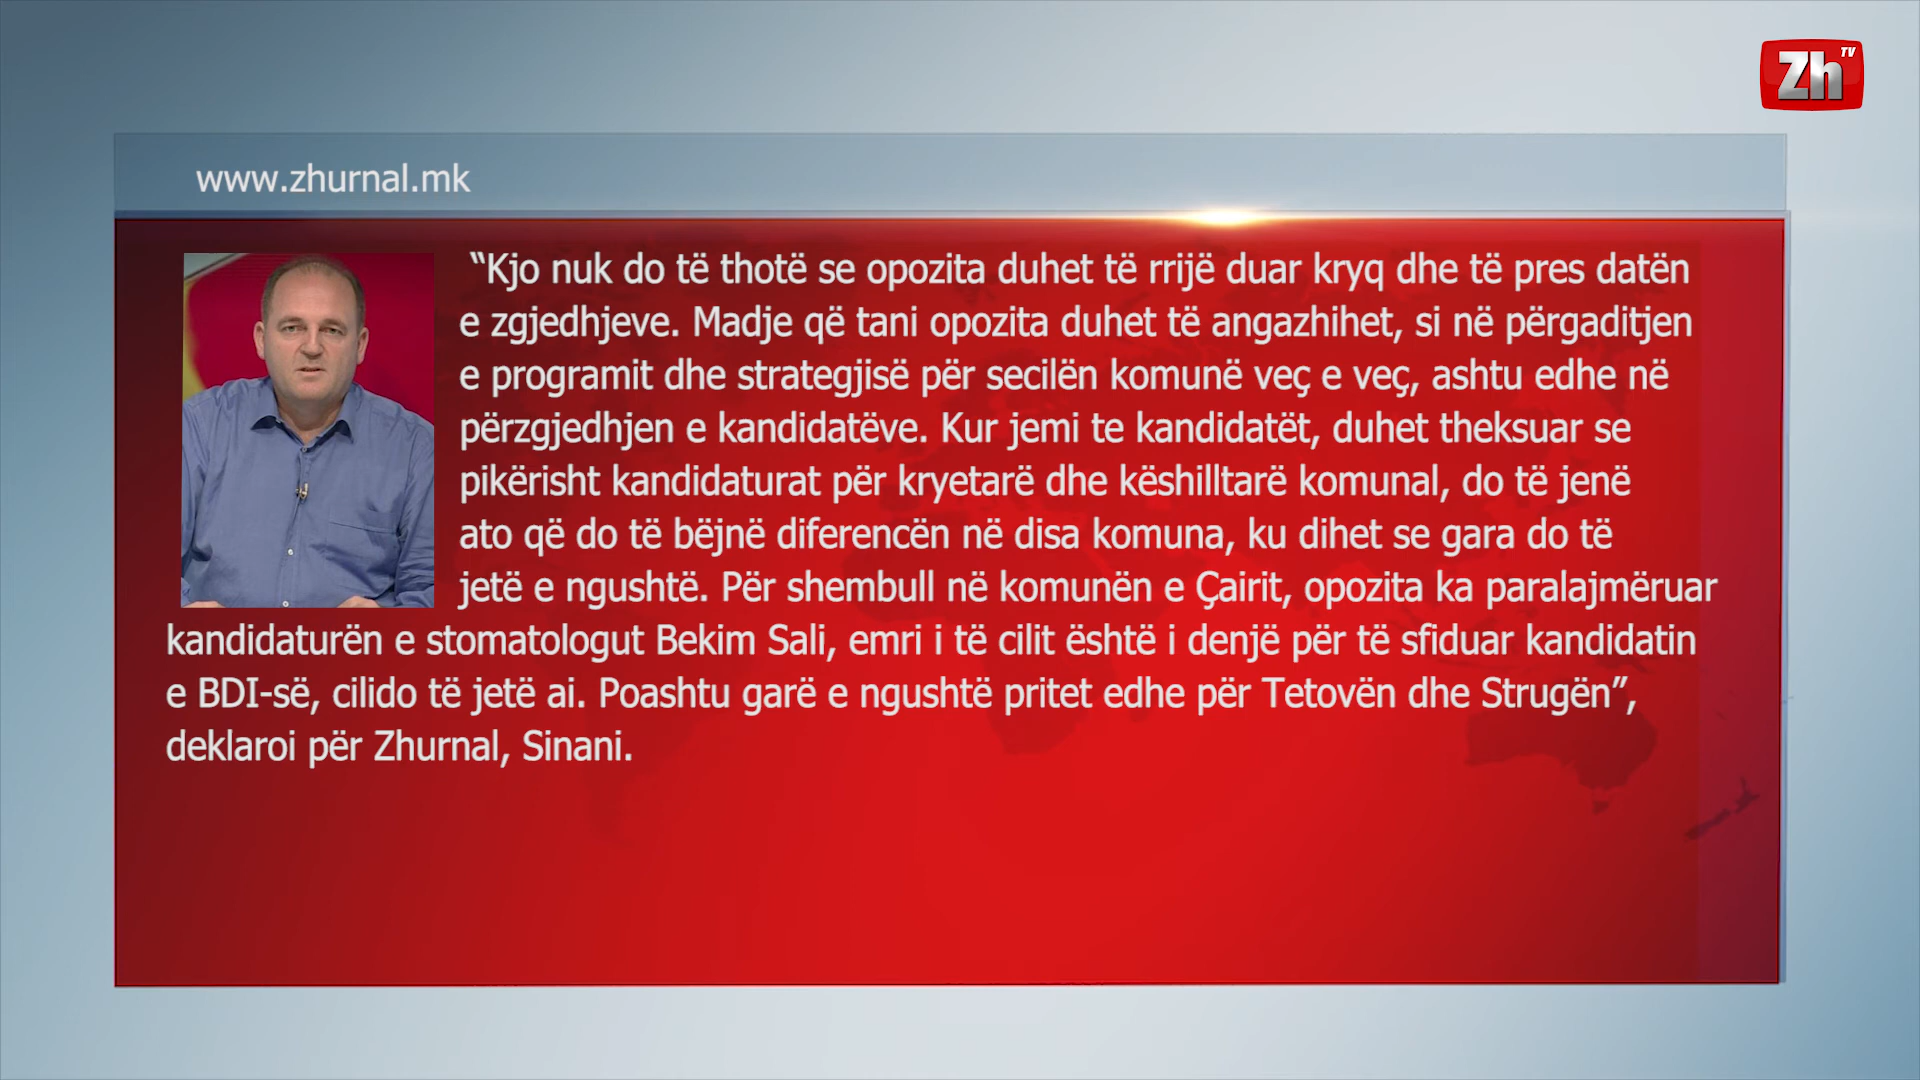 Zh TV
www.zhurnal.mk
“Kjo nuk do të thotë se opozita duhet të rrijë duar kryq dhe të pres datën
e zgjedhjeve. Madje që tani opozita duhet të angazhihet, si në përgaditjen
e programit dhe strategjisë për secilën komunë veç e veç, ashtu edhe në
përzgjedhjen e kandidatëve. Kur jemi te kandidatët, duhet theksuar se
pikërisht kandidaturat për kryetarë dhe këshilltarë komunal, do të jenë
ato që do të bëjnë diferencën në disa komuna, ku dihet se gara do të
jetë e ngushtë. Për shembull në komunën e Çairit, opozita ka paralajmëruar
kandidaturën e stomatologut Bekim Sali, emri i të cilit është i denjë për të sfiduar kandidatin
e BDI-së, cilido të jetë ai. Poashtu garë e ngushtë pritet edhe për Tetovën dhe Strugën”,
deklaroi për Zhurnal, Sinani.